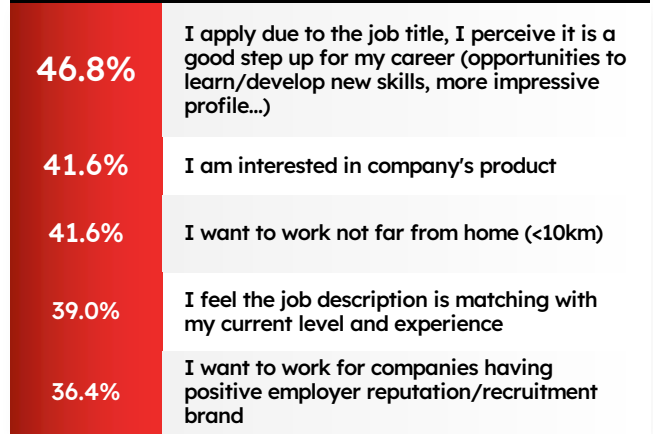 46.8%
I apply due to the job title, I perceive it is a
good step up for my career (opportunities to
learn/develop new skills, more impressive
profile...)
41.6%
I am interested in company's product
41.6%
I want to work not far from home (<10km)
39.0%
I feel the job description is matching with
my current level and experience
36.4%
I want to work for companies having
positive employer reputation/recruitment
brand